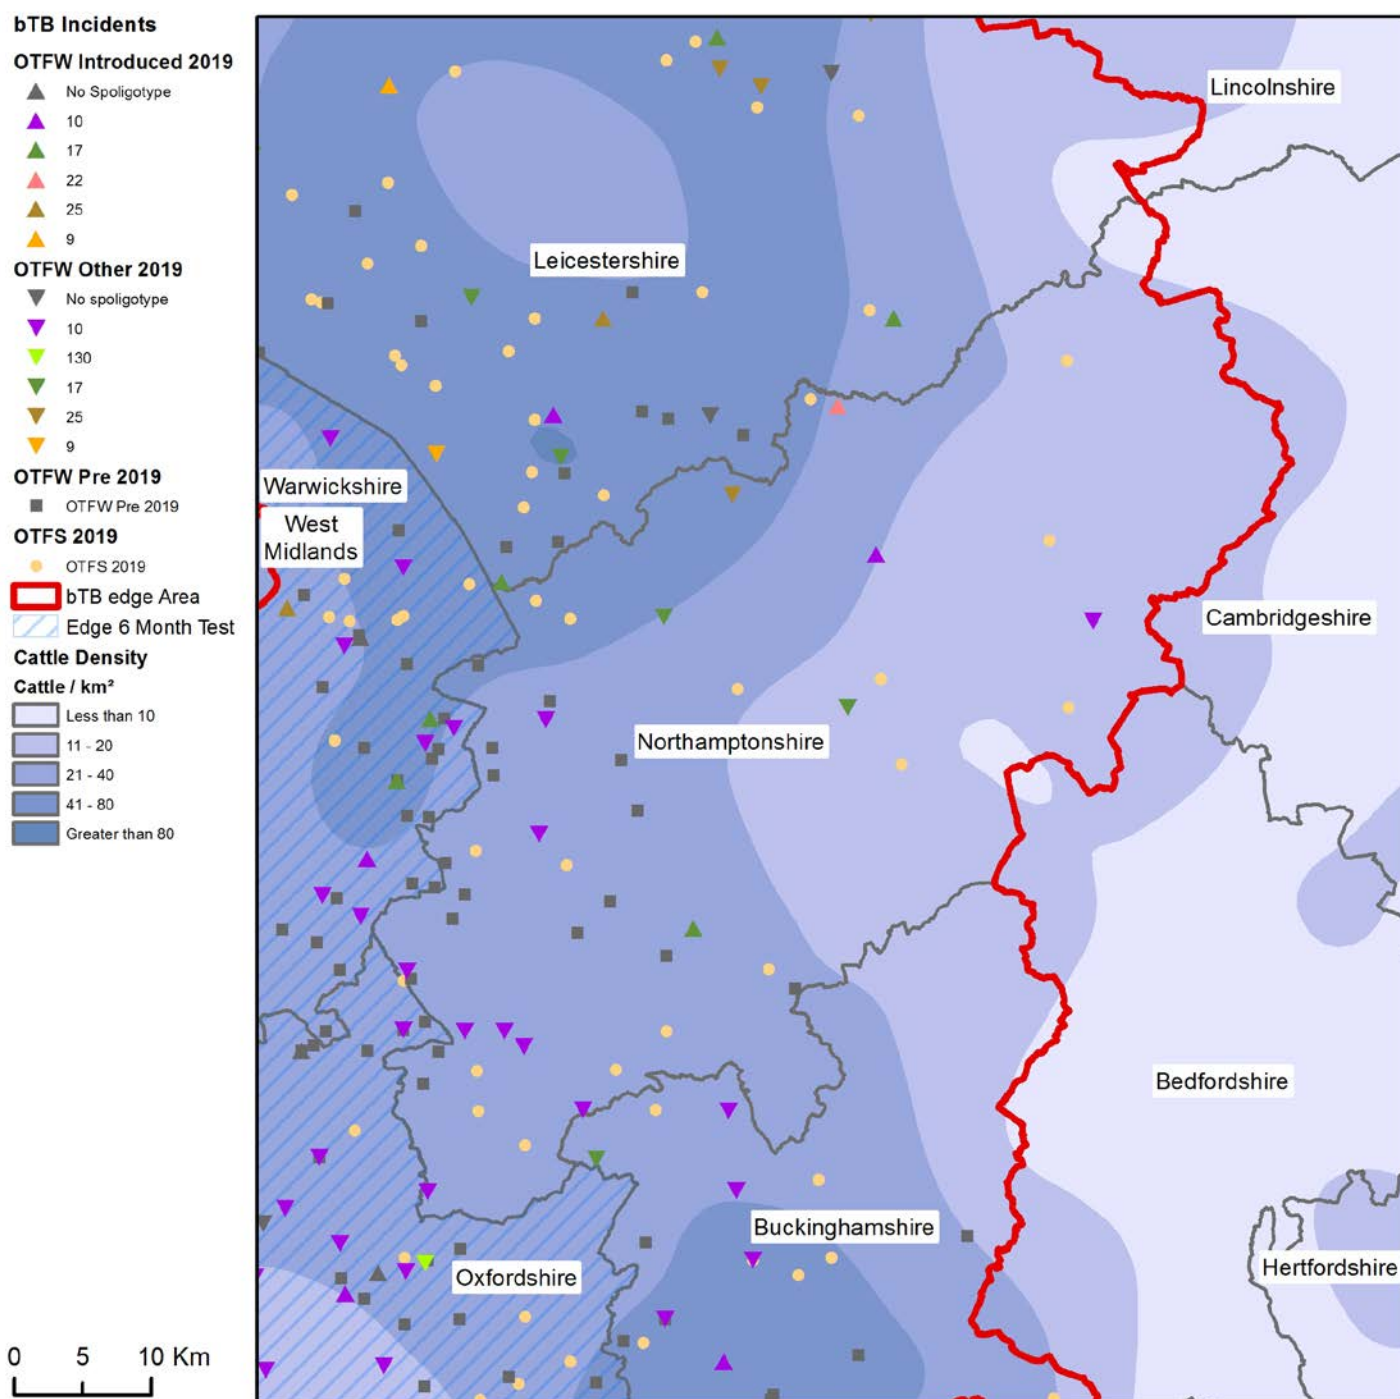 bTB Incidents
OTFW Introduced 2019
No Spoligotype
10
17
22
25
9
OTFW Other 2019
No spoligotype
10
130
17
25
9
OTFW Pre 2019
OTFW Pre 2019
OTFS 2019
OTFS 2019
bTB edge Area
Edge 6 Month Test
Cattle Density
Cattle / km²
Less than 10
11 - 20
21 - 40
41 - 80
Greater than 80
0 5 10 Km
Lincolnshire
Leicestershire
Warwickshire
West
Midlands
Cambridgeshire
Northamptonshire
Bedfordshire
Buckinghamshire
Oxfordshire
Hertfordshire